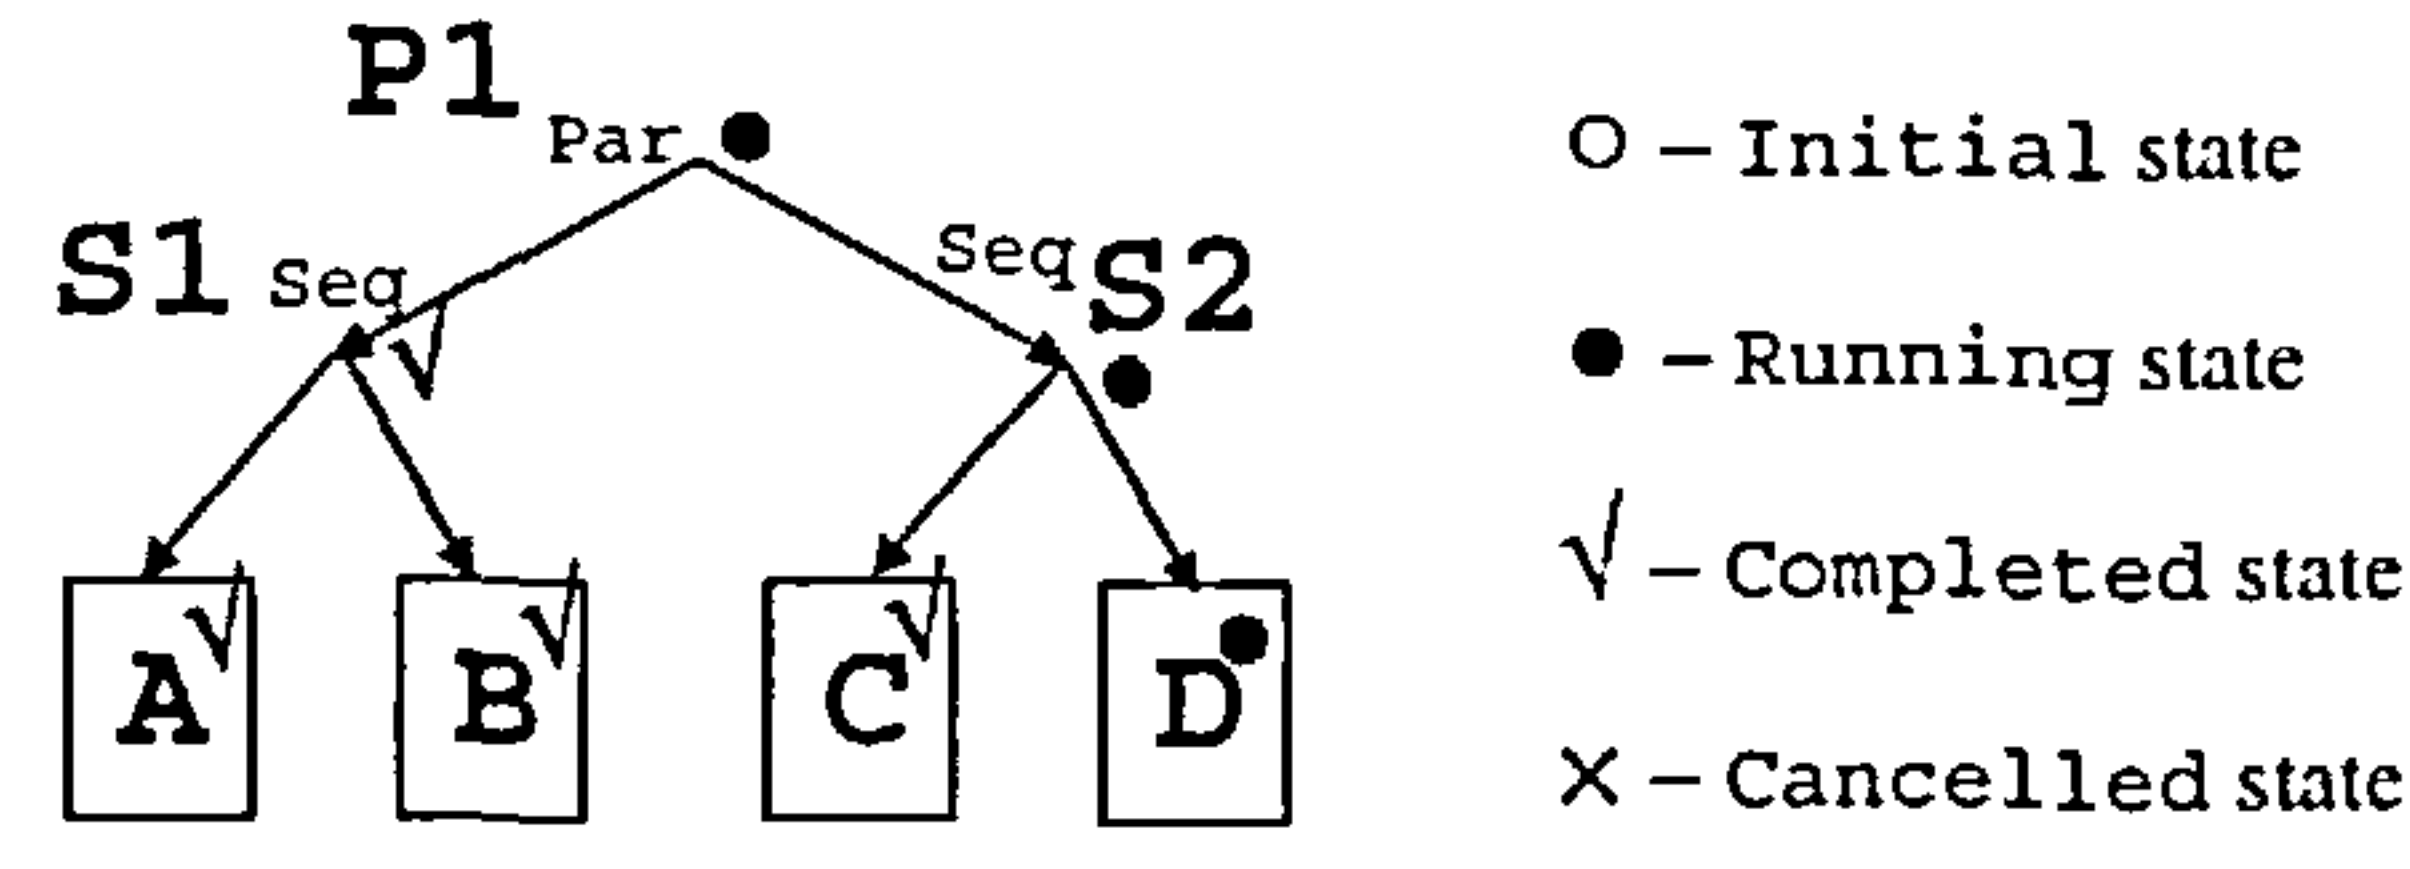 P1 Par
S1 Seq
Seq S2
A
B
C
D
○ – Initial state
● – Running state
√ – Completed state
× – Cancelled state